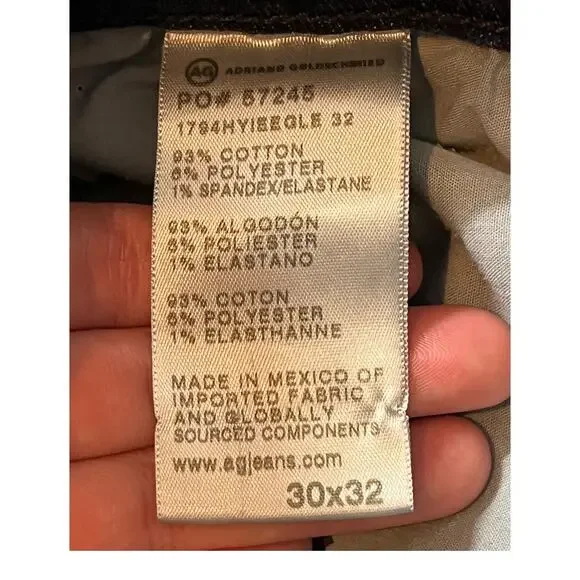 AG ADRIANO GOLDSCHMIED
PO# 57245
1794HYIEEGLE 32
93% COTTON
6% POLYESTER
1% SPANDEX/ELASTANE
93% ALGODÓN
6% POLIESTER
1% ELASTANO
93% COTON
6% POLYESTER
1% ELASTHANNE
MADE IN MEXICO OF
IMPORTED FABRIC
AND GLOBALLY
SOURCED COMPONENTS
www.agjeans.com
30x32